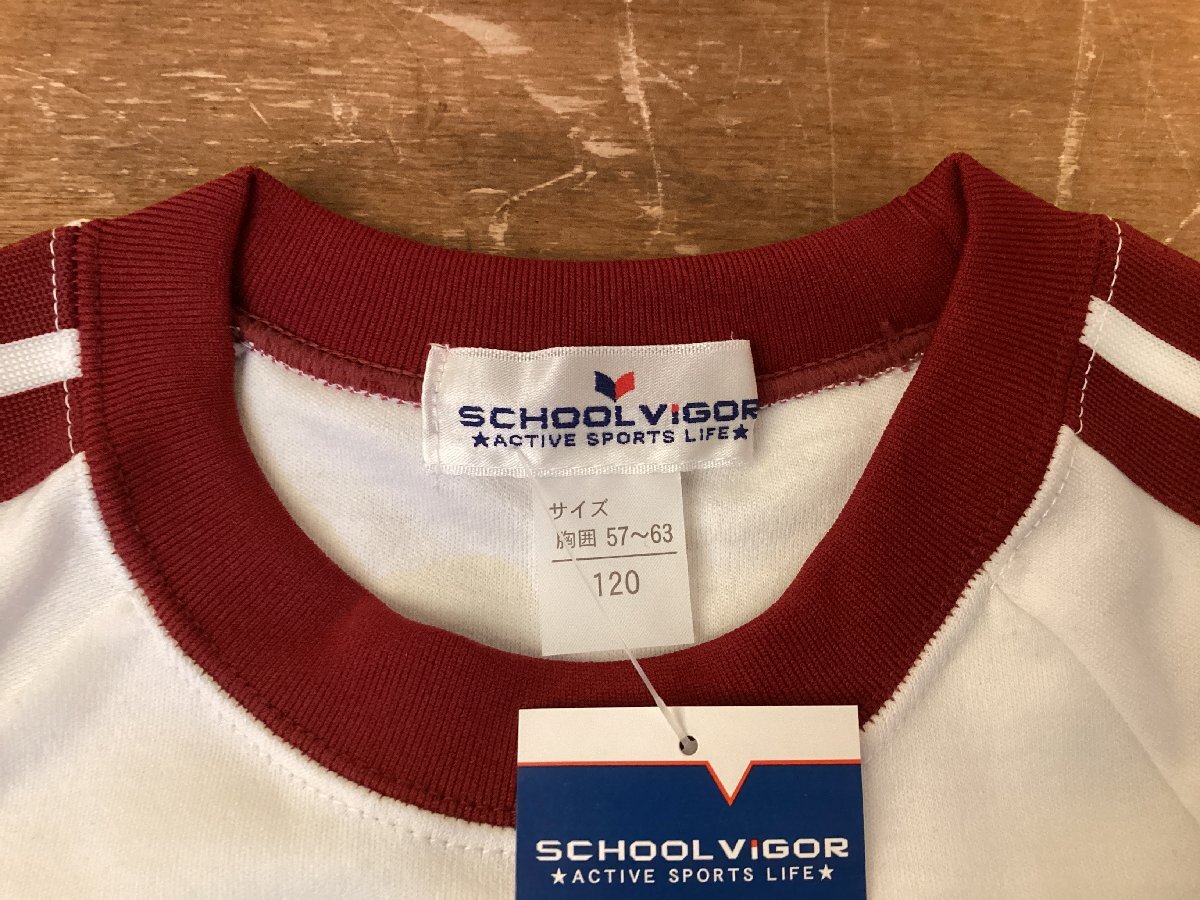 SCHOOLVIGOR
★ACTIVE SPORTS LIFE★
サイズ
胸囲 57～63
120
SCHOOLVIGOR
★ACTIVE SPORTS LIFE★